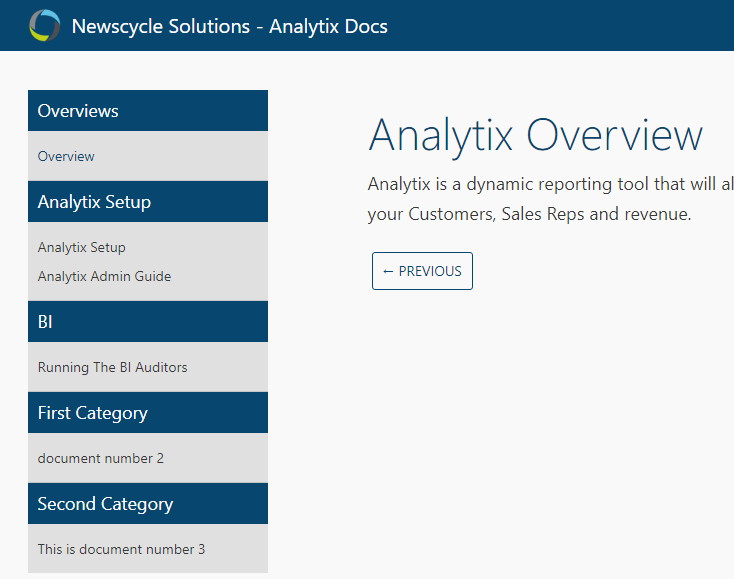 Newscycle Solutions - Analytix Docs
Overviews
Overview
Analytix Setup
Analytix Setup
Analytix Admin Guide
BI
Running The BI Auditors
First Category
document number 2
Second Category
This is document number 3
Analytix Overview
Analytix is a dynamic reporting tool that will
your Customers, Sales Reps and revenue.
← PREVIOUS